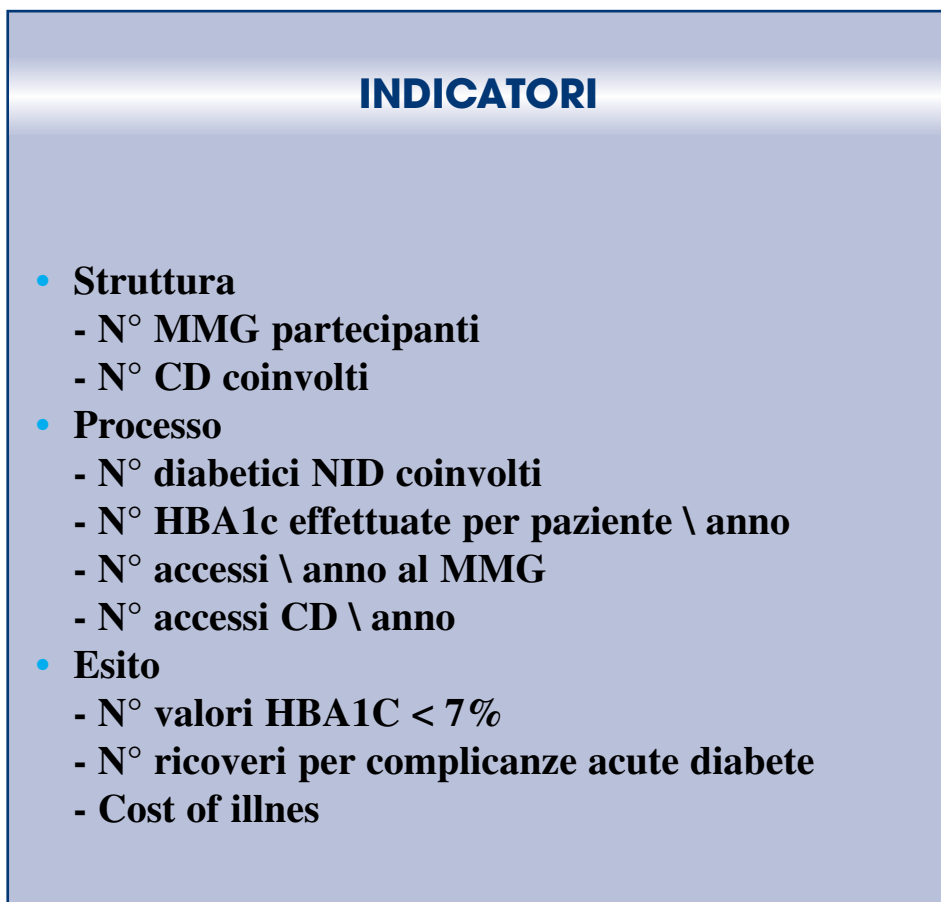 INDICATORI
• Struttura
- N° MMG partecipanti
- N° CD coinvolti
• Processo
- N° diabetici NID coinvolti
- N° HBA1c effettuate per paziente \ anno
- N° accessi \ anno al MMG
- N° accessi CD \ anno
• Esito
- N° valori HBA1C < 7%
- N° ricoveri per complicanze acute diabete
- Cost of illnes